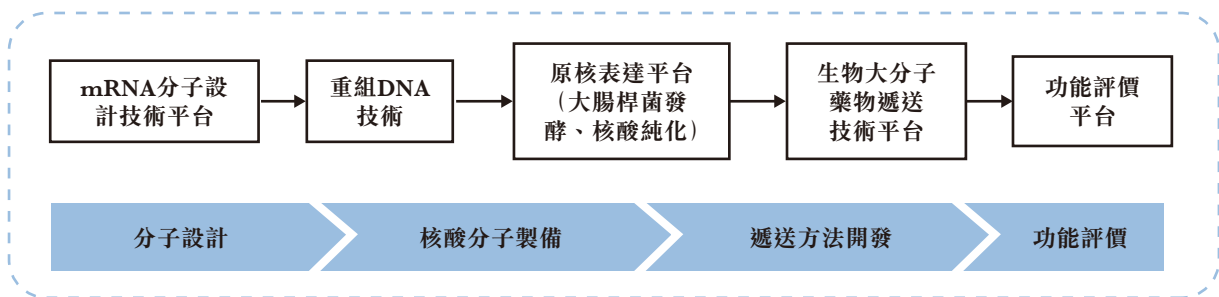 mRNA分子設
計技術平台
重組DNA
技術
原核表達平台
（大腸桿菌發
酵、核酸純化）
生物大分子
藥物遞送
技術平台
功能評價
平台
分子設計
核酸分子製備
遞送方法開發
功能評價